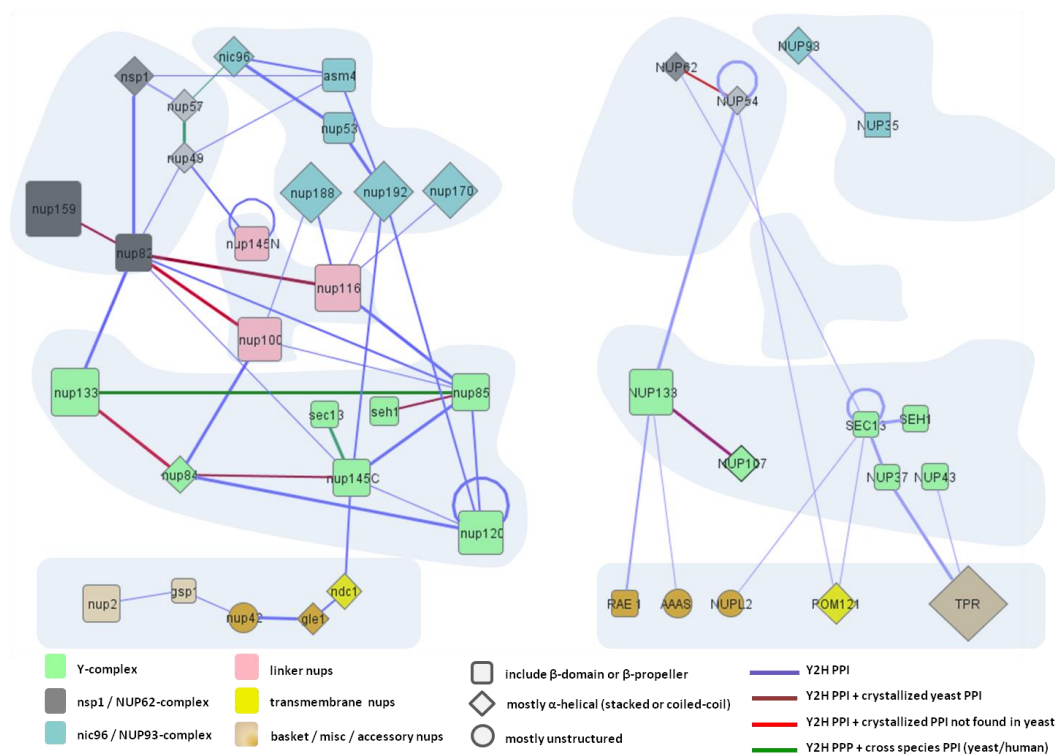 nic96
NUP93
nsp1
asm4
NUP62
nup57
NUP54
nup53
NUP35
nup49
nup188
nup192
nup170
nup159
nup145N
nup82
nup116
nup100
nup133
nup85
NUP133
seh1
sec13
SEC13
SEH1
nup84
nup145C
NUP107
NUP37
NUP43
nup120
ndc1
gsp1
nup2
nup42
gle1
RAE 1
AAAS
NUPL2
POM121
TPR
Y-complex
linker nups
include β-domain or β-propeller
Y2H PPI
nsp1 / NUP62-complex
transmembrane nups
mostly α-helical (stacked or coiled-coil)
Y2H PPI + crystallized yeast PPI
Y2H PPI + crystallized PPI not found in yeast
nic96 / NUP93-complex
basket / misc / accessory nups
mostly unstructured
Y2H PPP + cross species PPI (yeast/human)